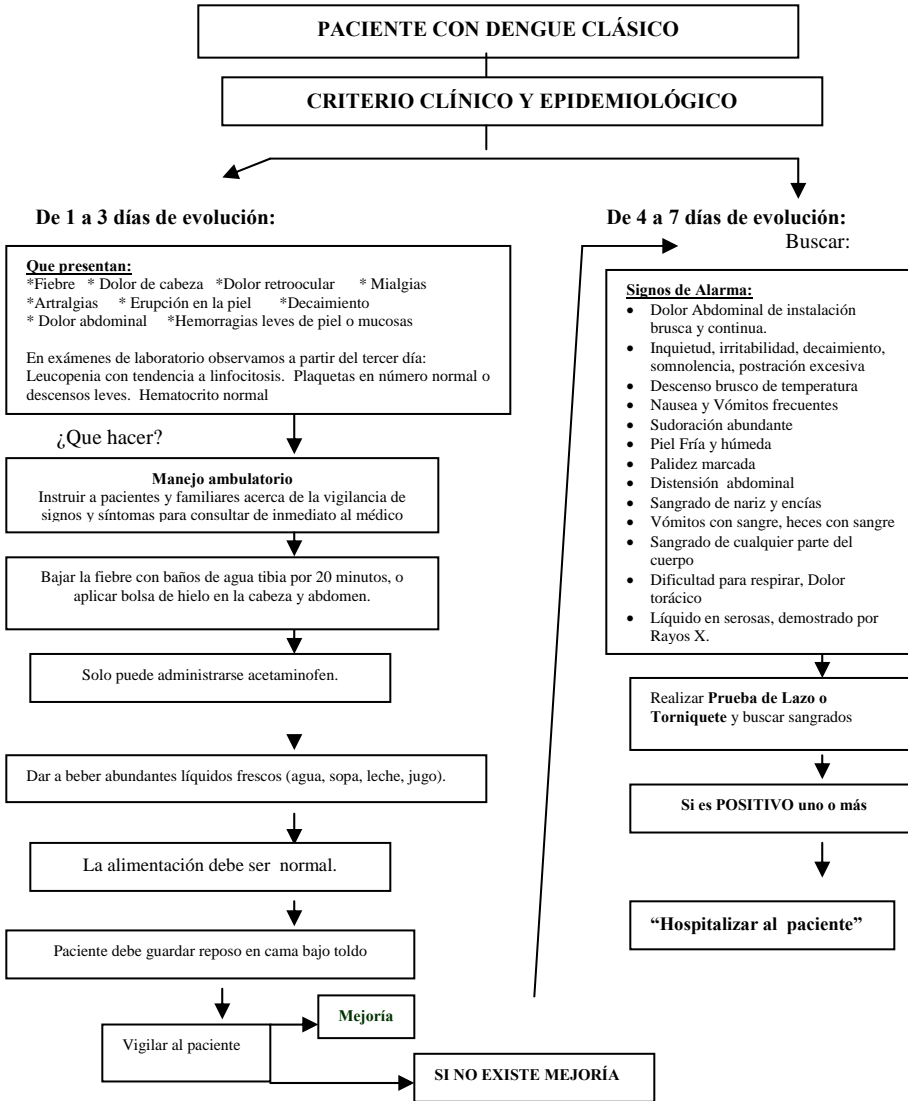 PACIENTE CON DENGUE CLÁSICO
CRITERIO CLÍNICO Y EPIDEMIOLÓGICO
De 1 a 3 días de evolución:
Que presentan:
*Fiebre * Dolor de cabeza *Dolor retroocular * Mialgias
*Artralgias * Erupción en la piel *Decaimiento
* Dolor abdominal *Hemorragias leves de piel o mucosas
En exámenes de laboratorio observamos a partir del tercer día:
Leucopenia con tendencia a linfocitosis. Plaquetas en número normal o
descensos leves. Hematocrito normal
¿Que hacer?
Manejo ambulatorio
Instruir a pacientes y familiares acerca de la vigilancia de
signos y síntomas para consultar de inmediato al médico
Bajar la fiebre con baños de agua tibia por 20 minutos, o
aplicar bolsa de hielo en la cabeza y abdomen.
Solo puede administrarse acetaminofen.
Dar a beber abundantes líquidos frescos (agua, sopa, leche, jugo).
La alimentación debe ser normal.
Paciente debe guardar reposo en cama bajo toldo
Vigilar al paciente
Mejoría
SI NO EXISTE MEJORÍA
De 4 a 7 días de evolución:
Buscar:
Signos de Alarma:
• Dolor Abdominal de instalación
brusca y continua.
• Inquietud, irritabilidad, decaimiento,
somnolencia, postración excesiva
• Descenso brusco de temperatura
• Nausea y Vómitos frecuentes
• Sudoración abundante
• Piel Fría y húmeda
• Palidez marcada
• Distensión abdominal
• Sangrado de nariz y encías
• Vómitos con sangre, heces con sangre
• Sangrado de cualquier parte del
cuerpo
• Dificultad para respirar, Dolor
torácico
• Líquido en serosas, demostrado por
Rayos X.
Realizar Prueba de Lazo o
Torniquete y buscar sangrados
Si es POSITIVO uno o más
“Hospitalizar al paciente”